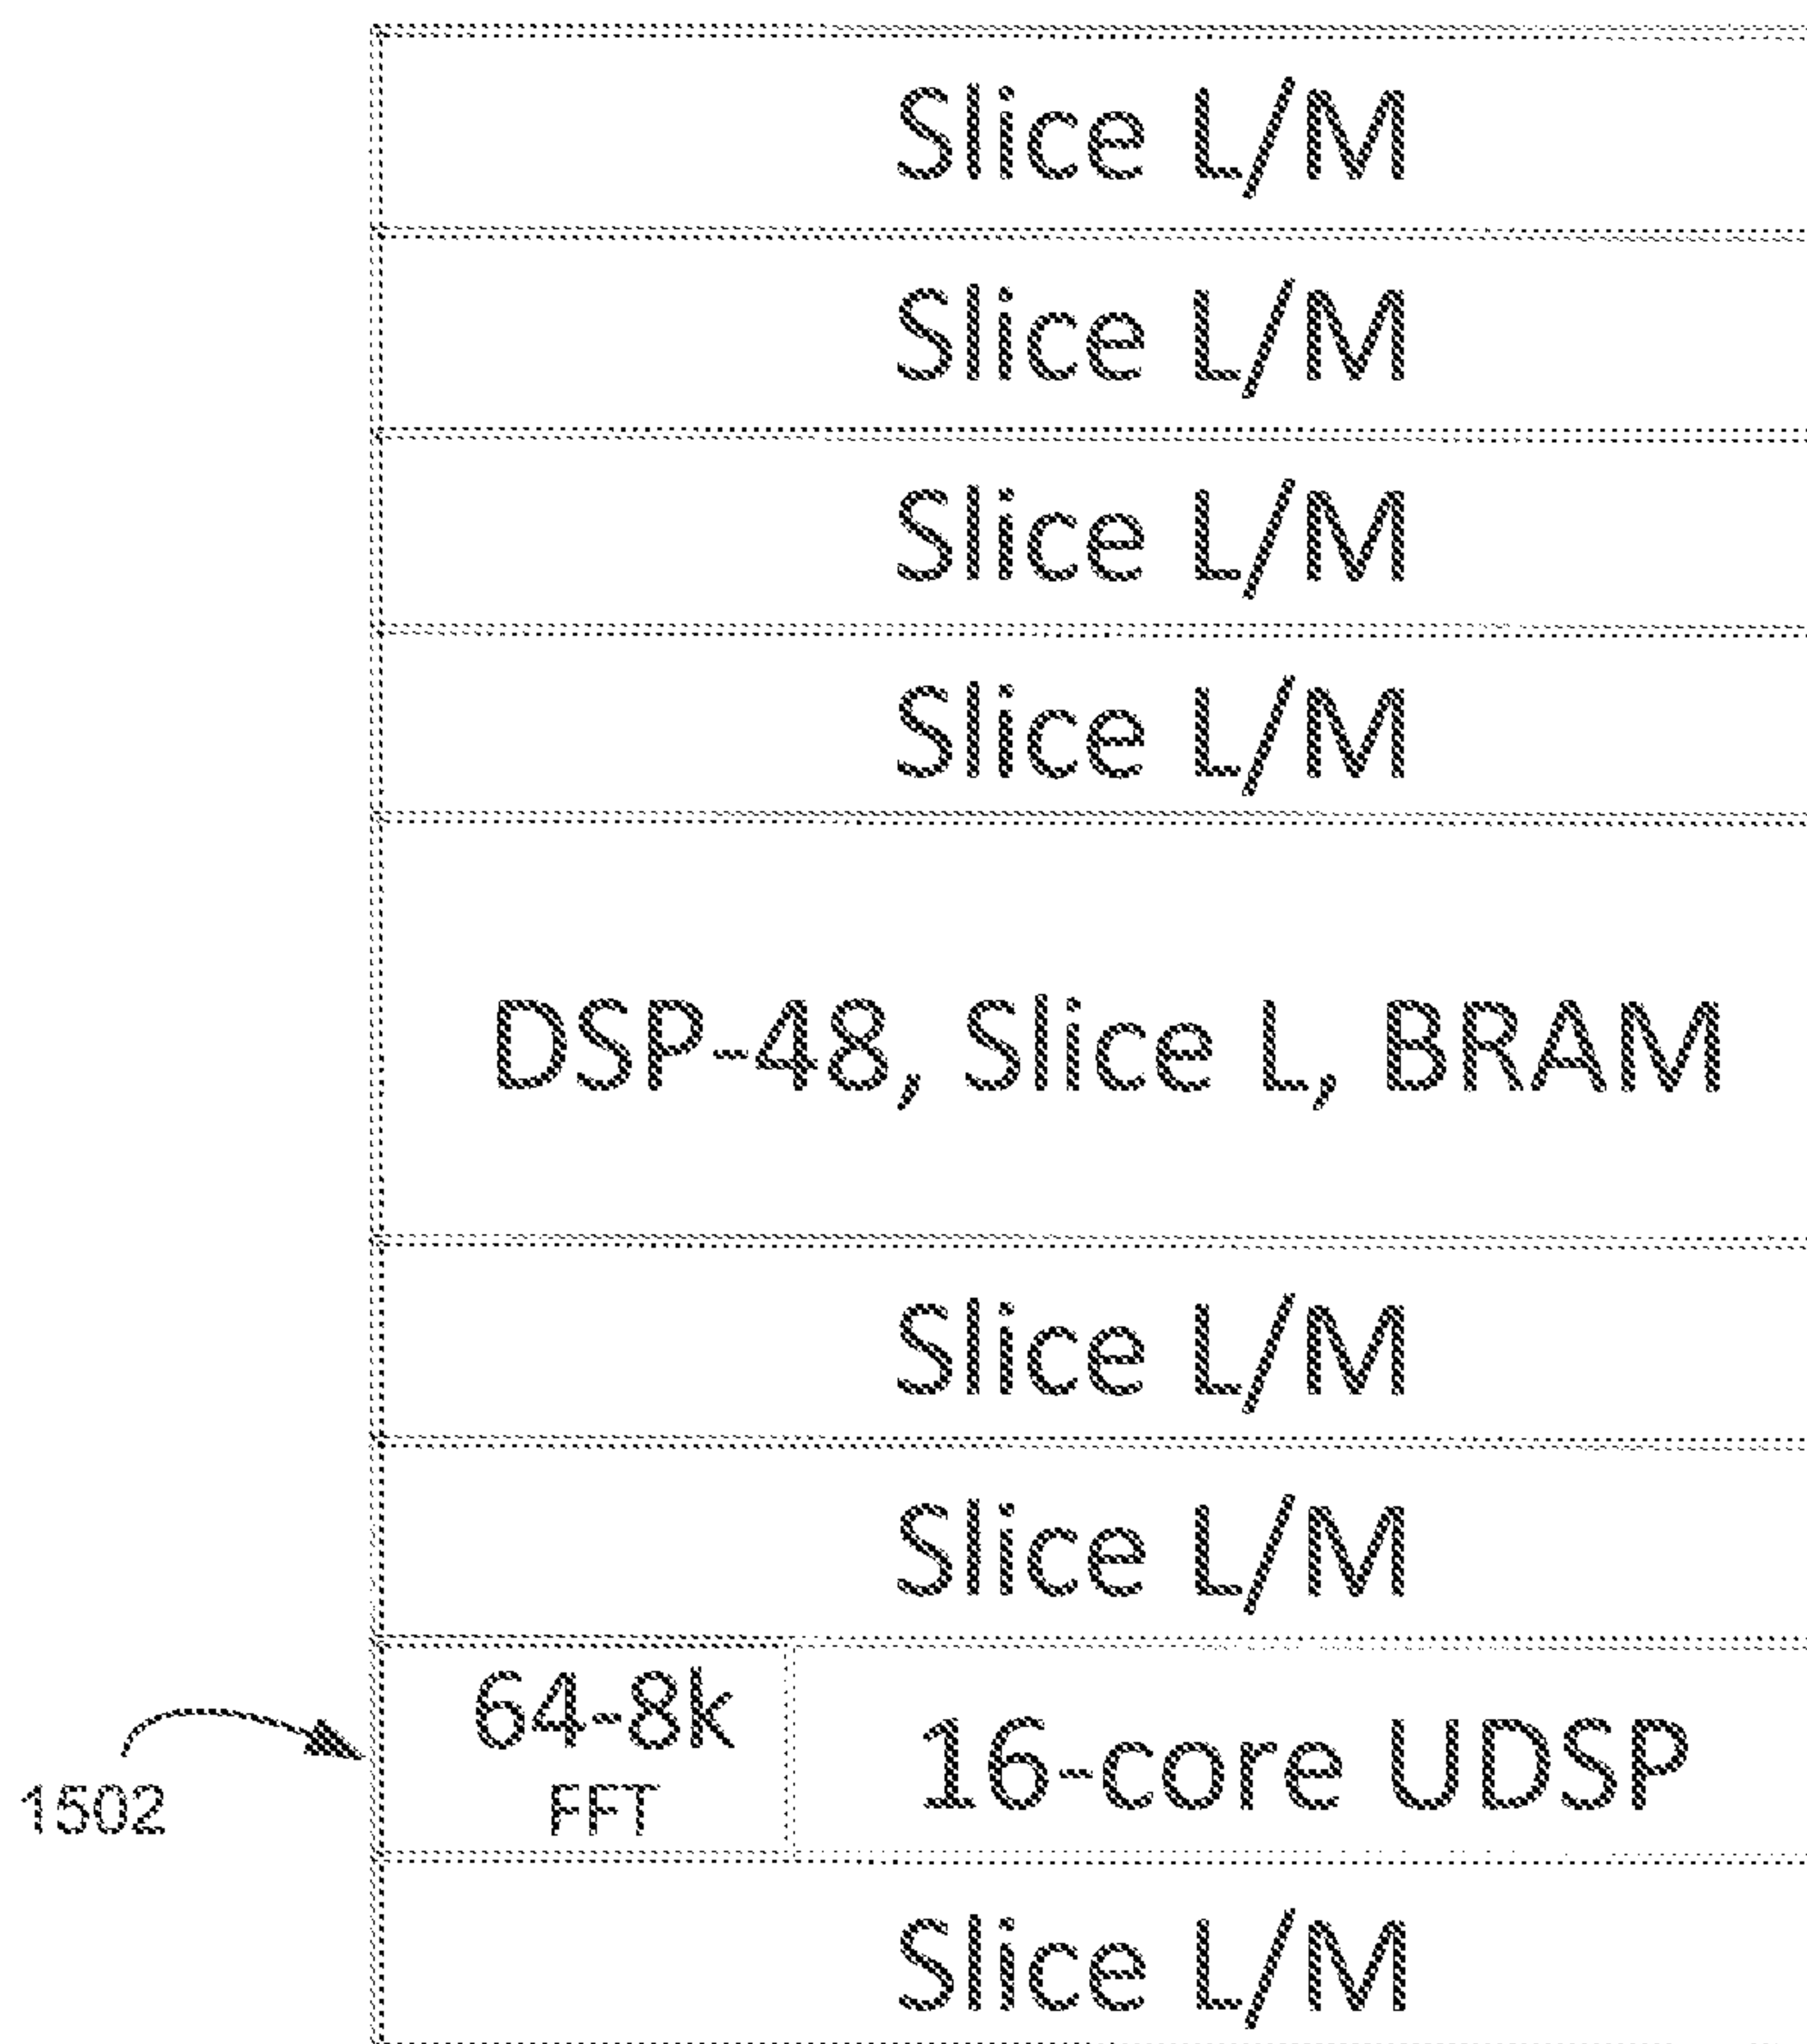 Slice L/M
Slice L/M
Slice L/M
Slice L/M
DSP-48, Slice L, BRAM
Slice L/M
Slice L/M
64-8k
FFT
16-core UDSP
1502
Slice L/M